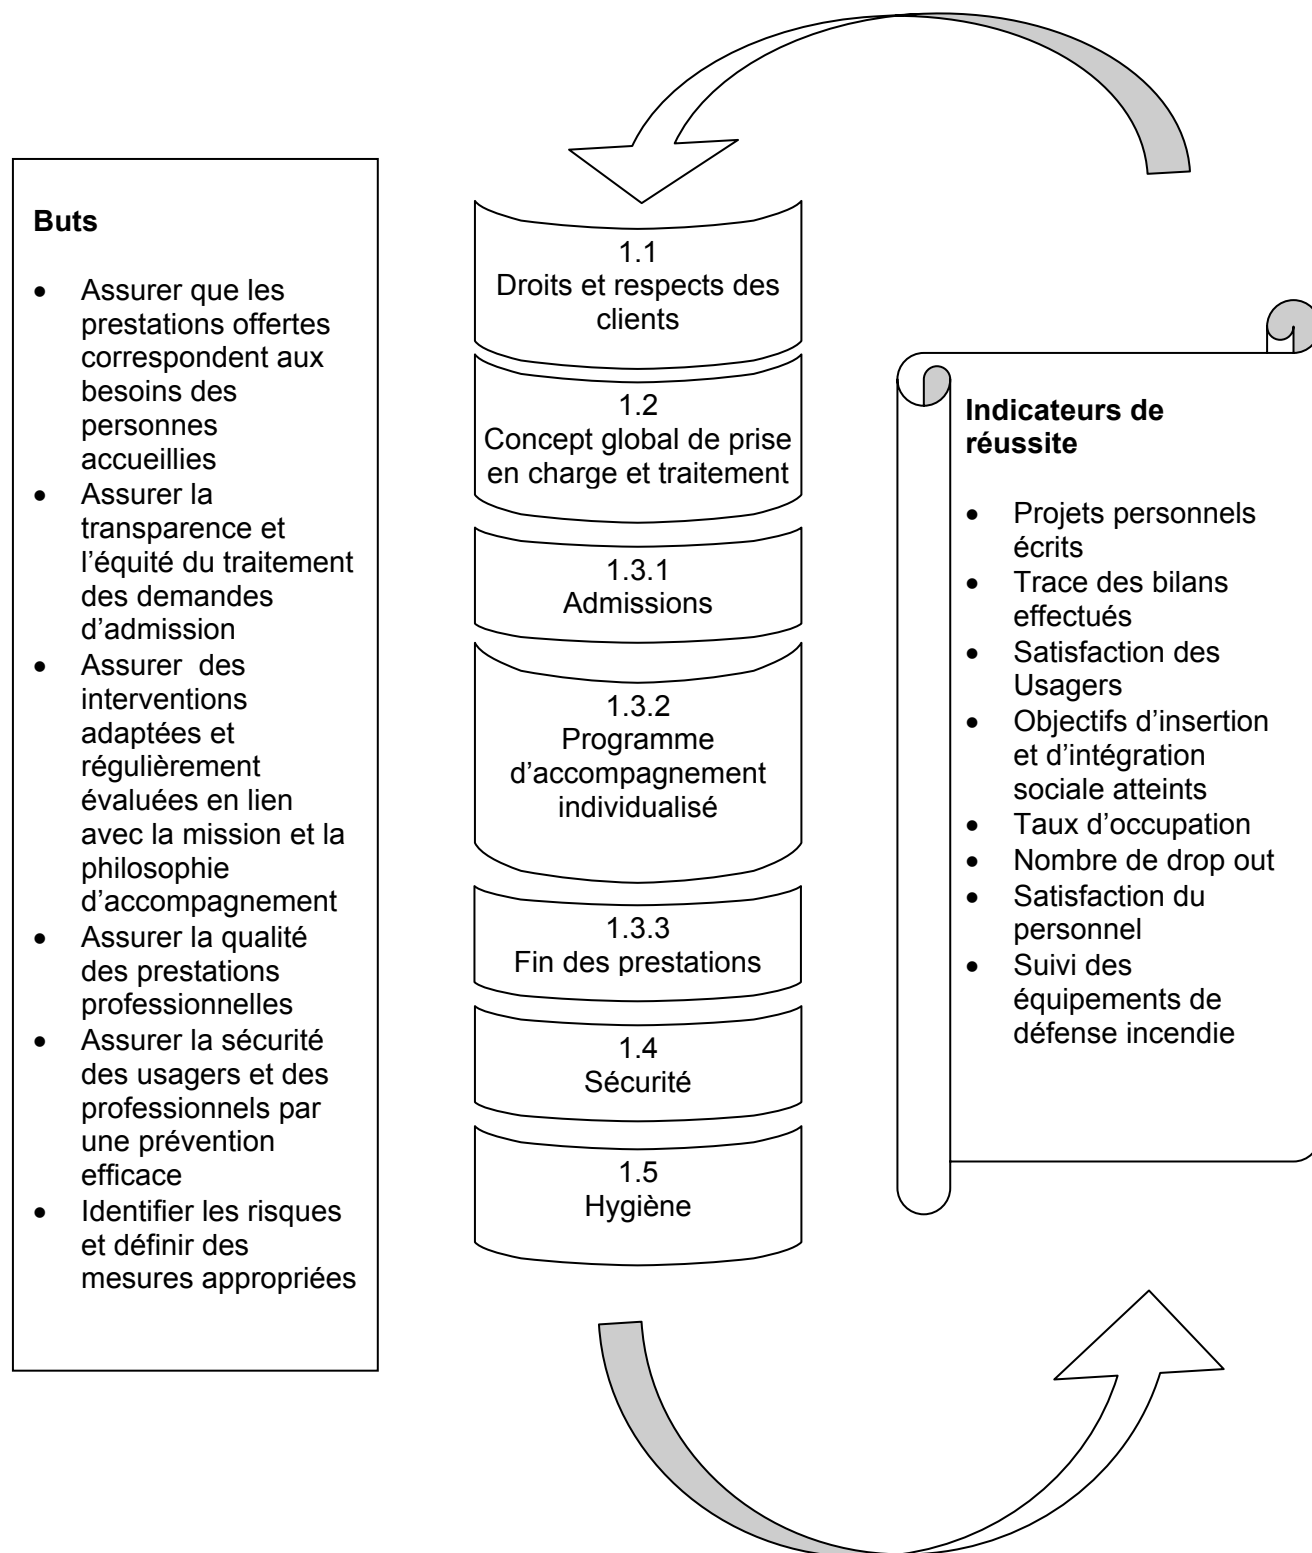 Buts
• Assurer que les
prestations offertes
correspondent aux
besoins des
personnes
accueillies
• Assurer la
transparence et
l’équité du traitement
des demandes
d’admission
• Assurer  des
interventions
adaptées et
régulièrement
évaluées en lien
avec la mission et la
philosophie
d’accompagnement
• Assurer la qualité
des prestations
professionnelles
• Assurer la sécurité
des usagers et des
professionnels par
une prévention
efficace
• Identifier les risques
et définir des
mesures appropriées
1.1
Droits et respects des
clients
1.2
Concept global de prise
en charge et traitement
1.3.1
Admissions
1.3.2
Programme
d’accompagnement
individualisé
1.3.3
Fin des prestations
1.4
Sécurité
1.5
Hygiène
Indicateurs de
réussite
• Projets personnels
écrits
• Trace des bilans
effectués
• Satisfaction des
Usagers
• Objectifs d’insertion
et d’intégration
sociale atteints
• Taux d’occupation
• Nombre de drop out
• Satisfaction du
personnel
• Suivi des
équipements de
défense incendie